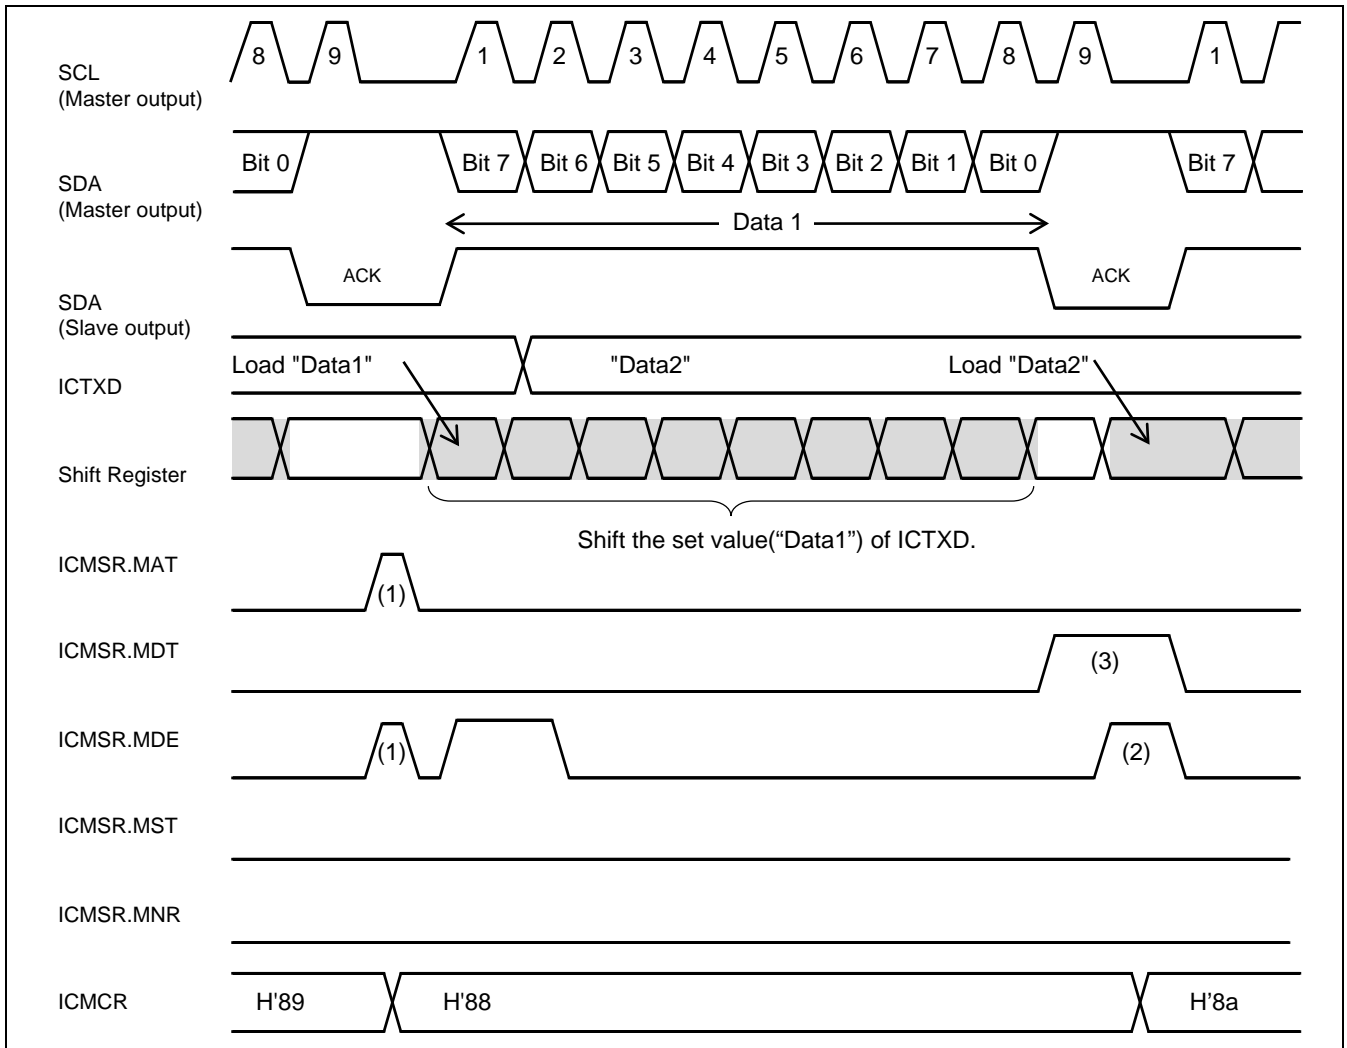 SCL
(Master output)
8 9 1 2 3 4 5 6 7 8 9 1
SDA
(Master output)
Bit 0 Bit 7 Bit 6 Bit 5 Bit 4 Bit 3 Bit 2 Bit 1 Bit 0 Bit 7
Data 1
SDA
(Slave output)
ACK ACK
ICTXD
Load "Data1" "Data2" Load "Data2"
Shift Register
Shift the set value(“Data1”) of ICTXD.
ICMSR.MAT
(1)
ICMSR.MDT
(3)
ICMSR.MDE
(1) (2)
ICMSR.MST
ICMSR.MNR
ICMCR
H'89 H'88 H’8a